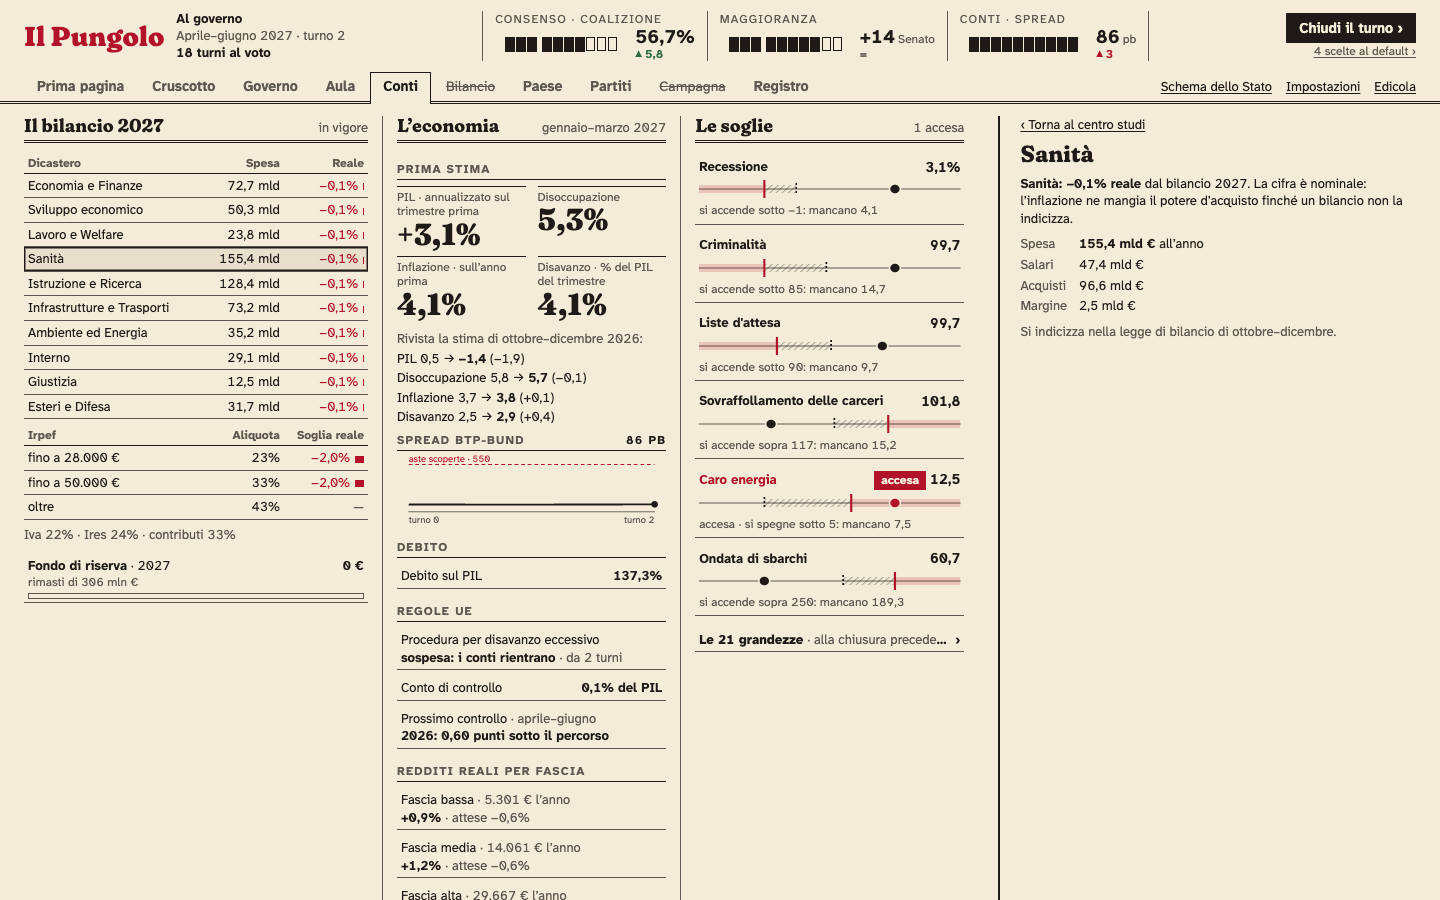 Il Pungolo
Al governo
Aprile–giugno 2027 · turno 2
18 turni al voto
CONSENSO · COALIZIONE
56,7%
▲ 5,8
MAGGIORANZA
+14 Senato
=
CONTI · SPREAD
86 pb
▲ 3
Chiudi il turno ›
4 scelte al default ›
Prima pagina Cruscotto Governo Aula Conti Bilancio Paese Partiti Campagna Registro
Schema dello Stato Impostazioni Edicola
Il bilancio 2027 in vigore
Dicastero Spesa Reale
Economia e Finanze 72,7 mld −0,1%
Sviluppo economico 50,3 mld −0,1%
Lavoro e Welfare 23,8 mld −0,1%
Sanità 155,4 mld −0,1%
Istruzione e Ricerca 128,4 mld −0,1%
Infrastrutture e Trasporti 73,2 mld −0,1%
Ambiente ed Energia 35,2 mld −0,1%
Interno 29,1 mld −0,1%
Giustizia 12,5 mld −0,1%
Esteri e Difesa 31,7 mld −0,1%
Irpef Aliquota Soglia reale
fino a 28.000 € 23% −2,0%
fino a 50.000 € 33% −2,0%
oltre 43% —
Iva 22% · Ires 24% · contributi 33%
Fondo di riserva · 2027 0 €
rimasti di 306 mln €
L'economia gennaio–marzo 2027
PRIMA STIMA
PIL · annualizzato sul
trimestre prima
+3,1%
Disoccupazione
5,3%
Inflazione · sull'anno
prima
4,1%
Disavanzo · % del PIL
del trimestre
4,1%
Rivista la stima di ottobre–dicembre 2026:
PIL 0,5 → −1,4 (−1,9)
Disoccupazione 5,8 → 5,7 (−0,1)
Inflazione 3,7 → 3,8 (+0,1)
Disavanzo 2,5 → 2,9 (+0,4)
SPREAD BTP-BUND 86 PB
aste scoperte · 550
turno 0 turno 2
DEBITO
Debito sul PIL 137,3%
REGOLE UE
Procedura per disavanzo eccessivo
sospesa: i conti rientrano · da 2 turni
Conto di controllo 0,1% del PIL
Prossimo controllo · aprile–giugno
2026: 0,60 punti sotto il percorso
REDDITI REALI PER FASCIA
Fascia bassa · 5.301 € l'anno
+0,9% · attese −0,6%
Fascia media · 14.061 € l'anno
+1,2% · attese −0,6%
Fascia alta · 29.667 € l'anno
Le soglie 1 accesa
Recessione 3,1%
si accende sotto −1: mancano 4,1
Criminalità 99,7
si accende sotto 85: mancano 14,7
Liste d'attesa 99,7
si accende sotto 90: mancano 9,7
Sovraffollamento delle carceri 101,8
si accende sopra 117: mancano 15,2
Caro energia accesa 12,5
accesa · si spegne sotto 5: mancano 7,5
Ondata di sbarchi 60,7
si accende sopra 250: mancano 189,3
Le 21 grandezze · alla chiusura precede… ›
‹ Torna al centro studi
Sanità
Sanità: −0,1% reale dal bilancio 2027. La cifra è nominale:
l'inflazione ne mangia il potere d'acquisto finché un bilancio non la
indicizza.
Spesa 155,4 mld € all'anno
Salari 47,4 mld €
Acquisti 96,6 mld €
Margine 2,5 mld €
Si indicizza nella legge di bilancio di ottobre–dicembre.